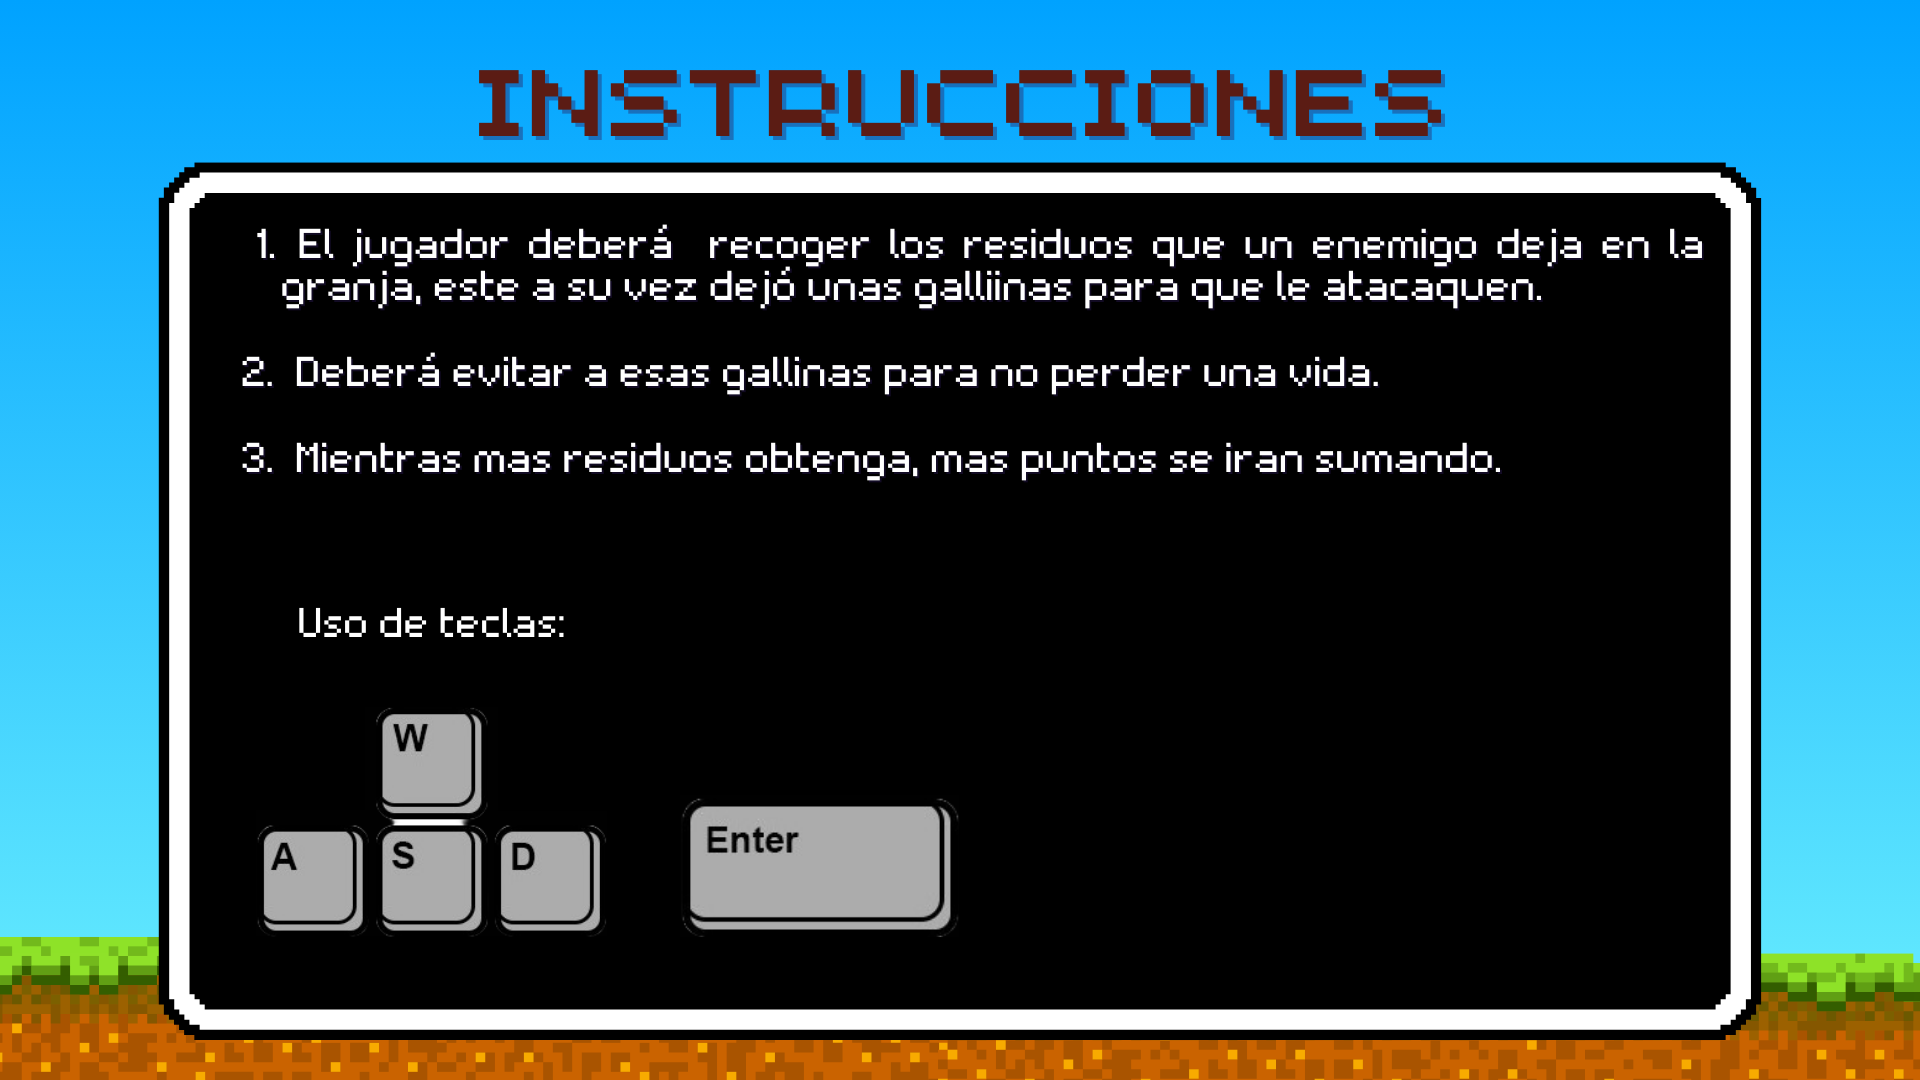 INSTRUCCIONES
1. El jugador deberá recoger los residuos que un enemigo deja en la
granja, este a su vez dejó unas galliinas para que le atacaquen.
2. Deberá evitar a esas gallinas para no perder una vida.
3. Mientras mas residuos obtenga, mas puntos se iran sumando.
Uso de teclas:
W
A S D
Enter